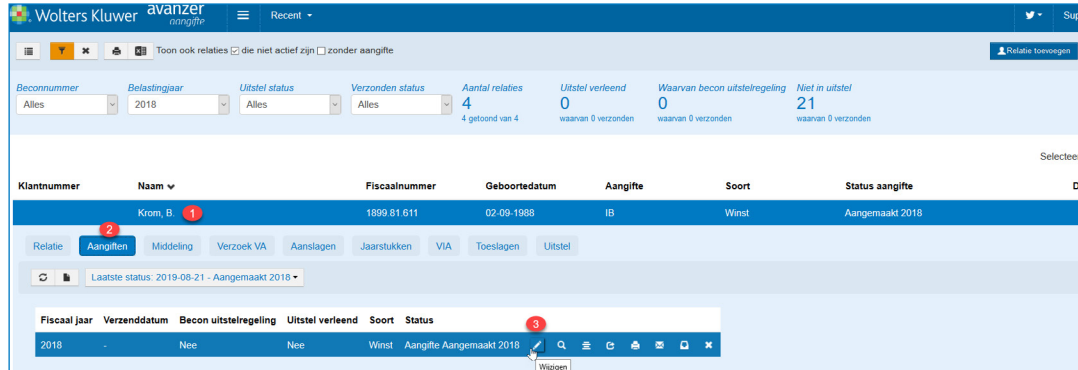 Wolters Kluwer avanzer aangifte Recent Sup
Toon ook relaties die niet actief zijn zonder aangifte Relatie toevoegen
Beconnummer Belastingjaar Uitstel status Verzonden status Aantal relaties Uitstel verleend Waarvan becon uitstelregeling Niet in uitstel
Alles 2018 Alles Alles 4 0 0 21
4 getoond van 4 waarvan 0 verzonden waarvan 0 verzonden waarvan 0 verzonden
Selectee
Klantnummer Naam Fiscaalnummer Geboortedatum Aangifte Soort Status aangifte D
Krom, B. 1 1899.81.611 02-09-1988 IB Winst Aangemaakt 2018
2
Relatie Aangiften Middeling Verzoek VA Aanslagen Jaarstukken VIA Toeslagen Uitstel
Laatste status: 2019-08-21 - Aangemaakt 2018
Fiscaal jaar Verzenddatum Becon uitstelregeling Uitstel verleend Soort Status
3
2018 - Nee Nee Winst Aangifte Aangemaakt 2018
Wijzigen